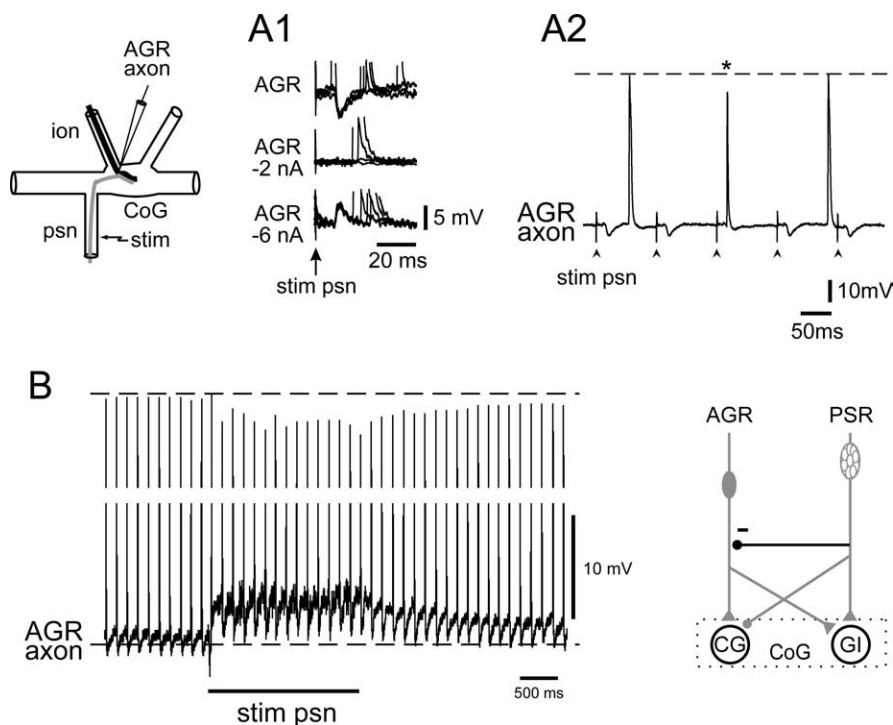 AGR
axon
ion
CoG
psn
stim
A1
AGR
AGR
-2 nA
AGR
-6 nA
5 mV
20 ms
stim psn
A2
*
AGR
axon
stim psn
10mV
50ms
B
AGR
axon
10 mV
500 ms
stim psn
AGR PSR
–
CG CoG GI